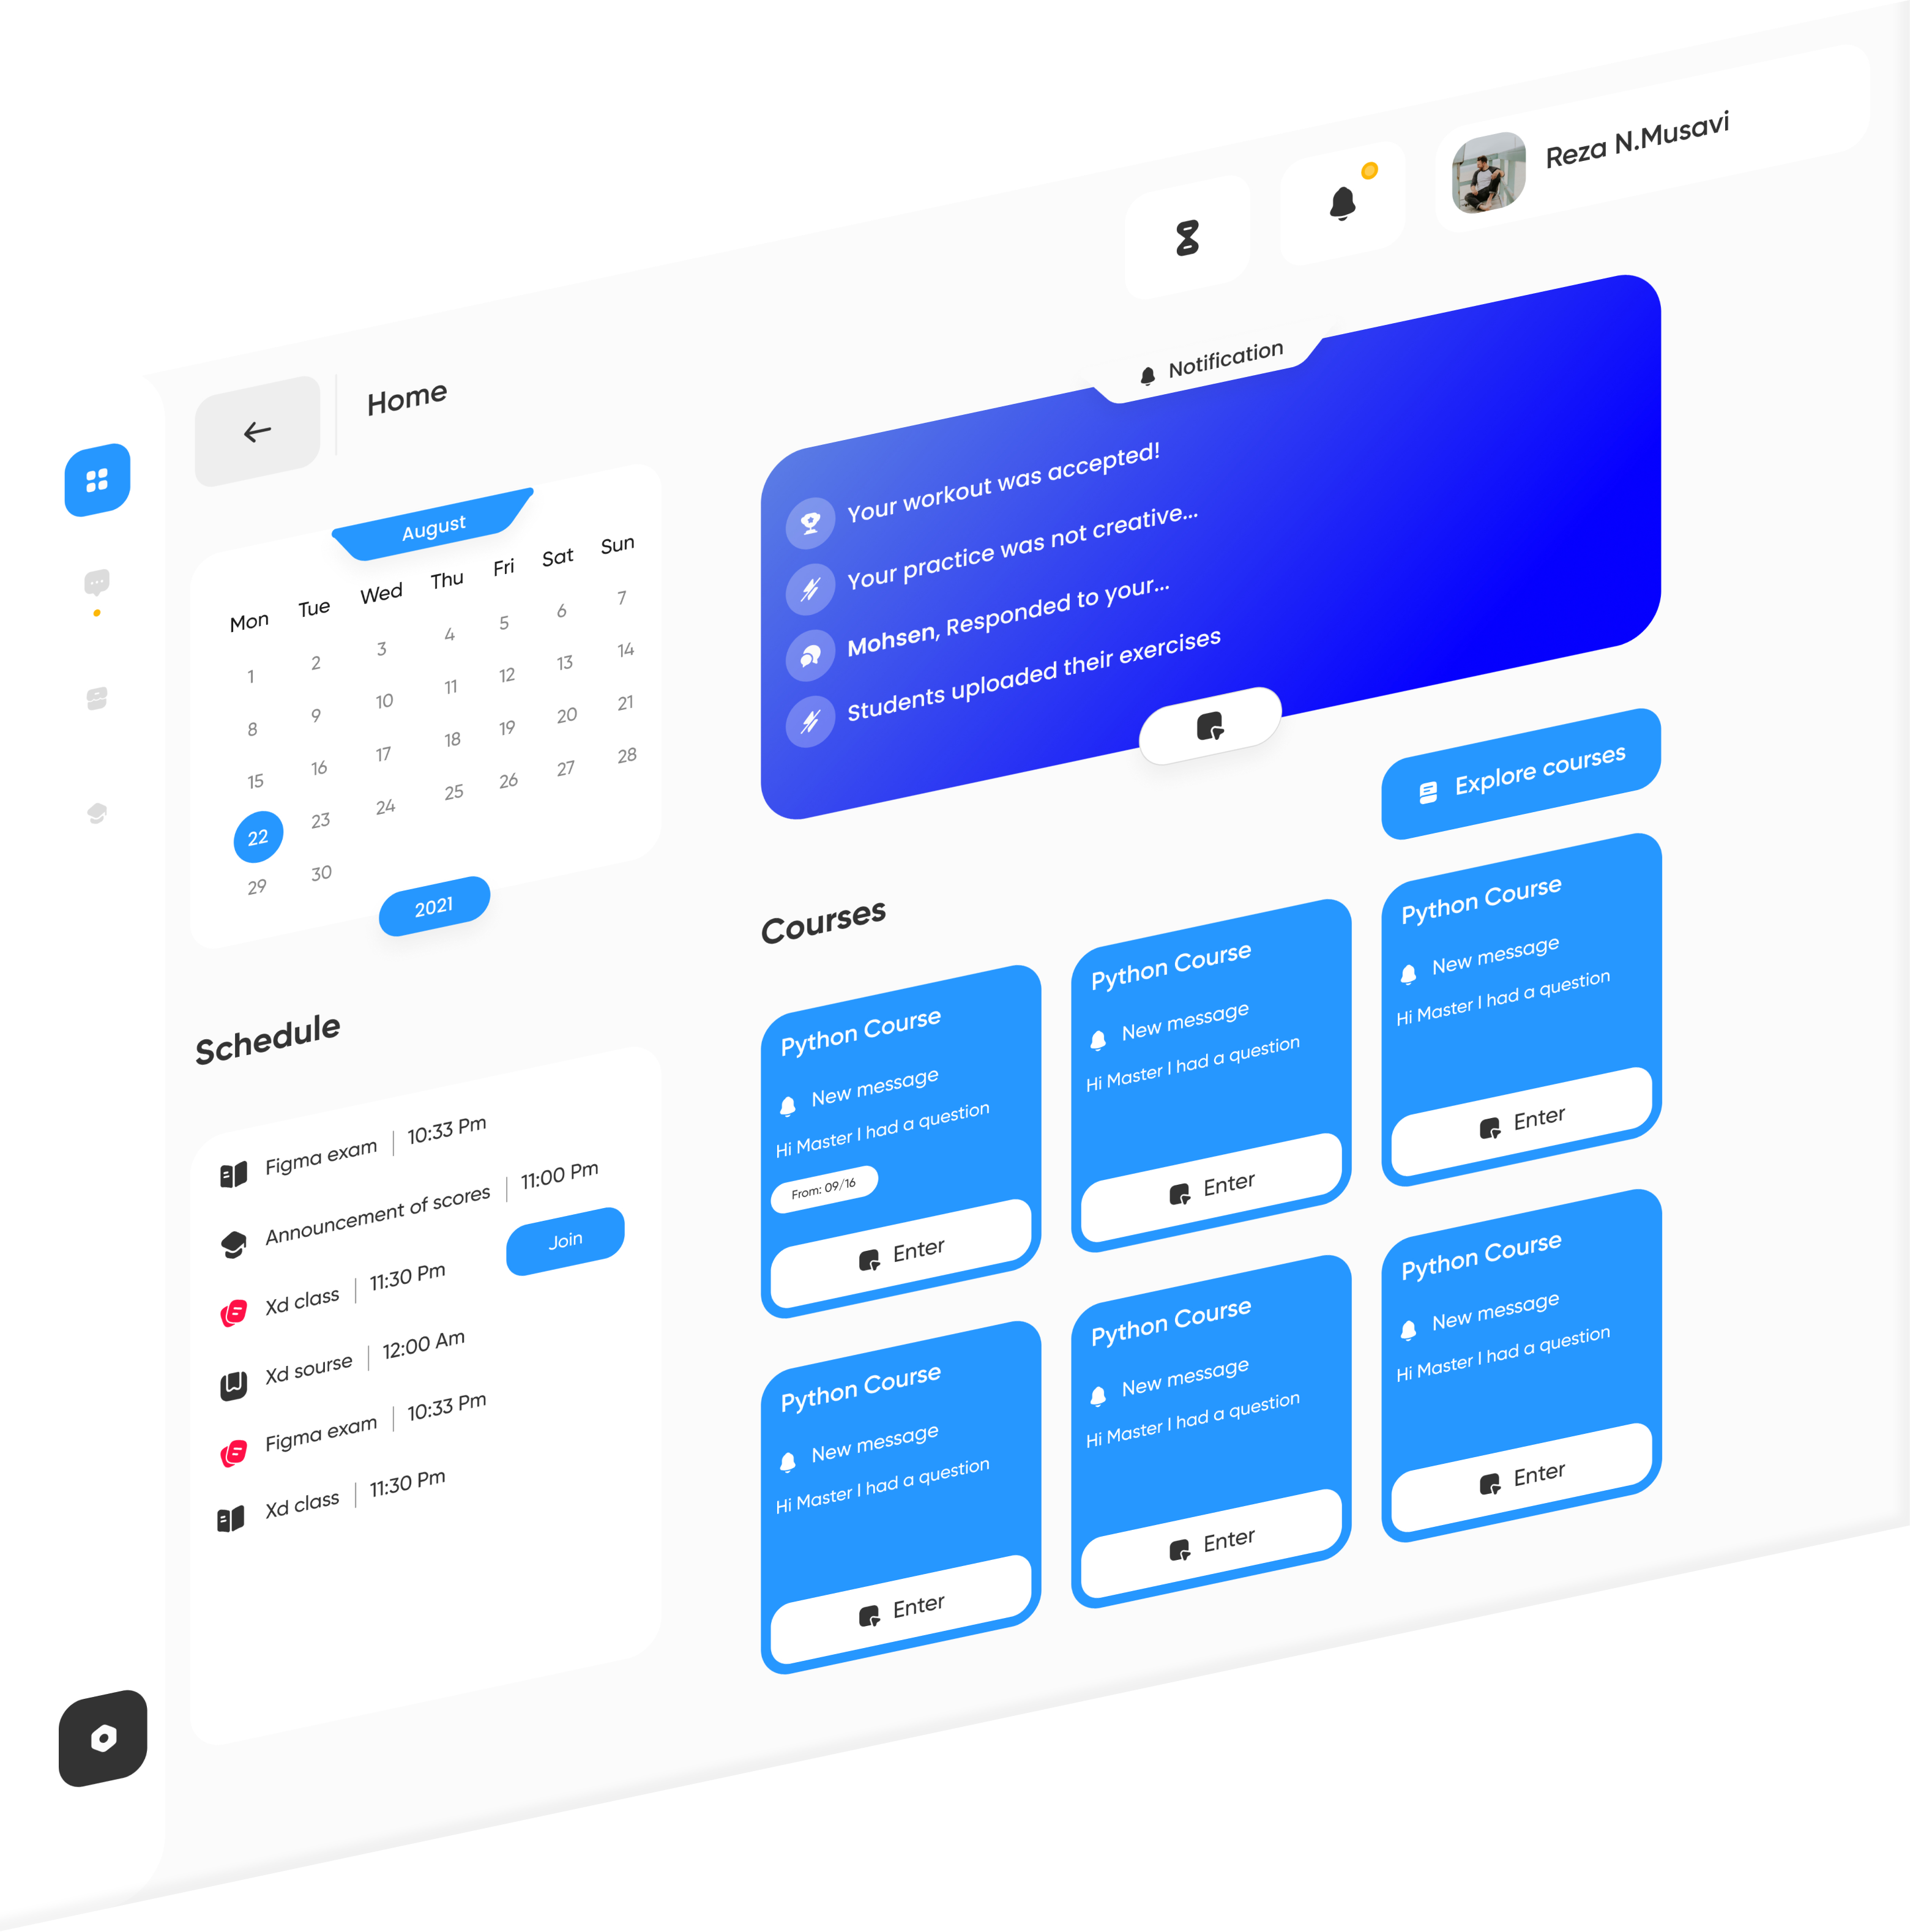 Reza N.Musavi
Home
August
Mon Tue Wed Thu Fri Sat Sun
1 2 3 4 5 6 7
8 9 10 11 12 13 14
15 16 17 18 19 20 21
22 23 24 25 26 27 28
29 30
2021
Notification
Your workout was accepted!
Your practice was not creative...
Mohsen, Responded to your...
Students uploaded their exercises
Explore courses
Schedule
Figma exam | 10:33 Pm
Announcement of scores | 11:00 Pm
Join
Xd class | 11:30 Pm
Xd sourse | 12:00 Am
Figma exam | 10:33 Pm
Xd class | 11:30 Pm
Courses
Python Course
New message
Hi Master I had a question
From: 09/16
Enter
Python Course
New message
Hi Master I had a question
Enter
Python Course
New message
Hi Master I had a question
Enter
Python Course
New message
Hi Master I had a question
Enter
Python Course
New message
Hi Master I had a question
Enter
Python Course
New message
Hi Master I had a question
Enter